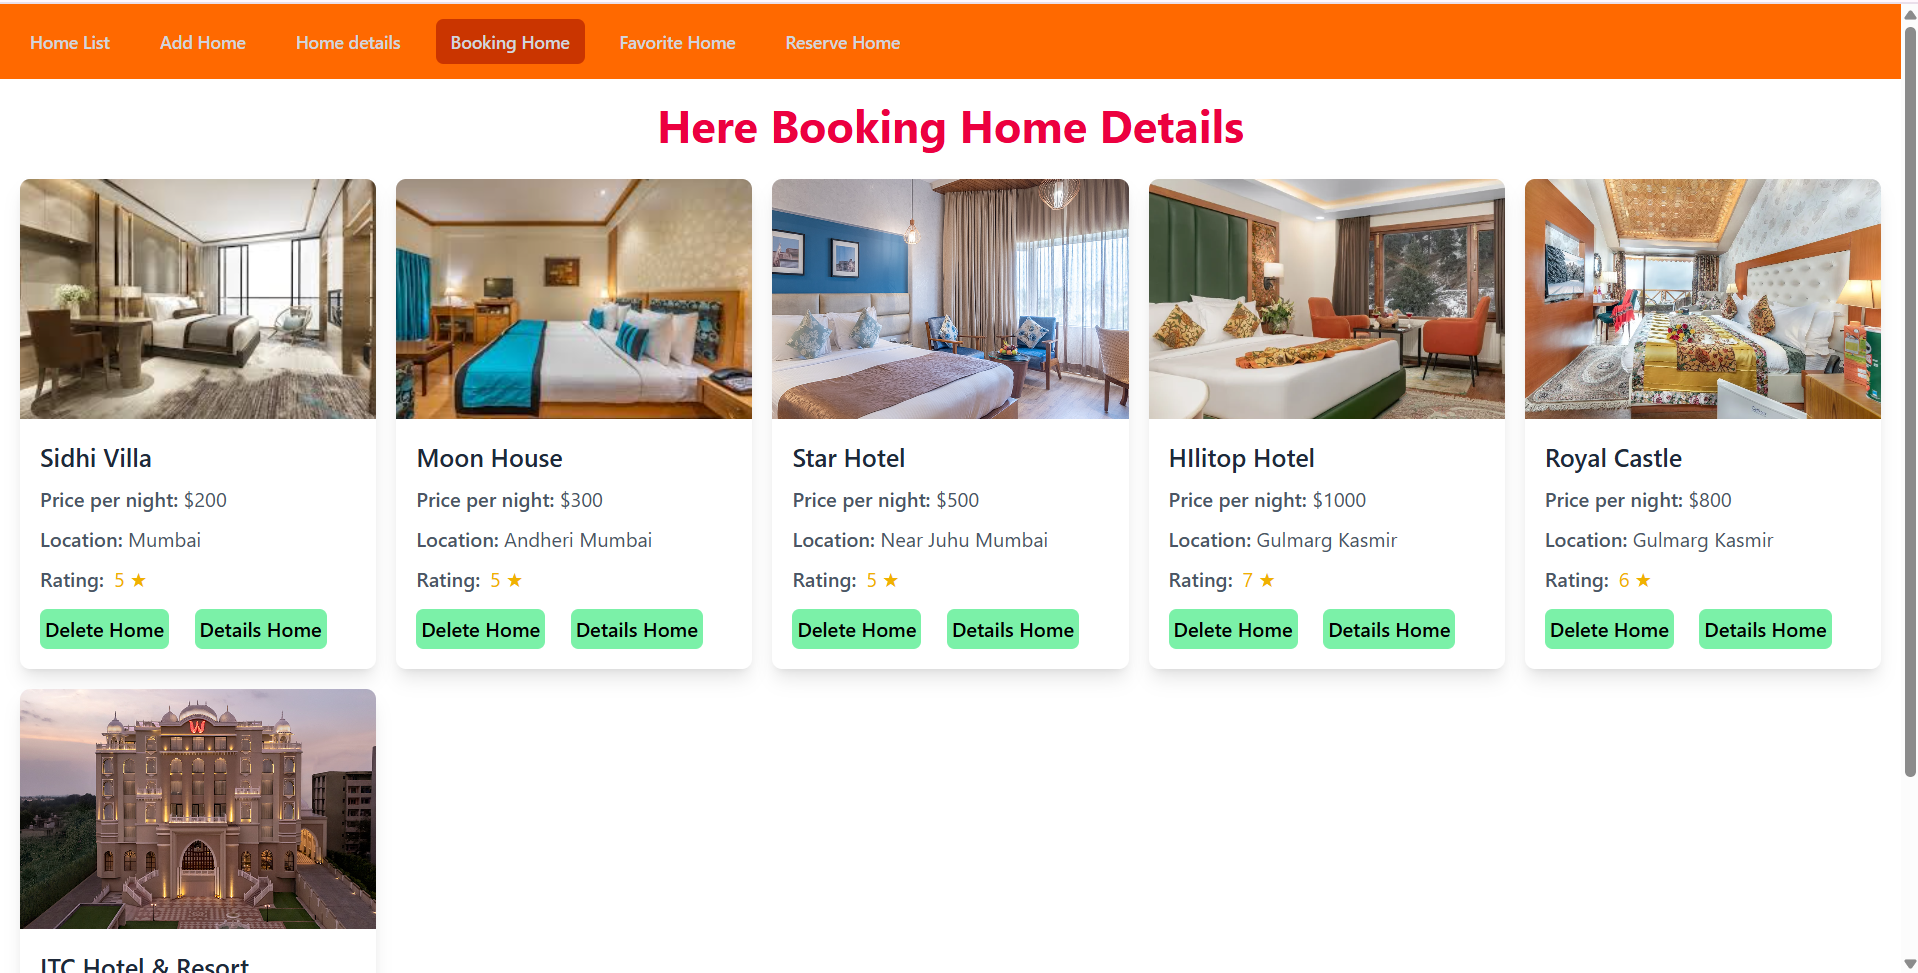 Home List
Add Home
Home details
Booking Home
Favorite Home
Reserve Home
Here Booking Home Details
Sidhi Villa
Price per night: $200
Location: Mumbai
Rating: 5 ★
Delete Home
Details Home
Moon House
Price per night: $300
Location: Andheri Mumbai
Rating: 5 ★
Delete Home
Details Home
Star Hotel
Price per night: $500
Location: Near Juhu Mumbai
Rating: 5 ★
Delete Home
Details Home
HIlitop Hotel
Price per night: $1000
Location: Gulmarg Kasmir
Rating: 7 ★
Delete Home
Details Home
Royal Castle
Price per night: $800
Location: Gulmarg Kasmir
Rating: 6 ★
Delete Home
Details Home
W
ITC Hotel & Resort